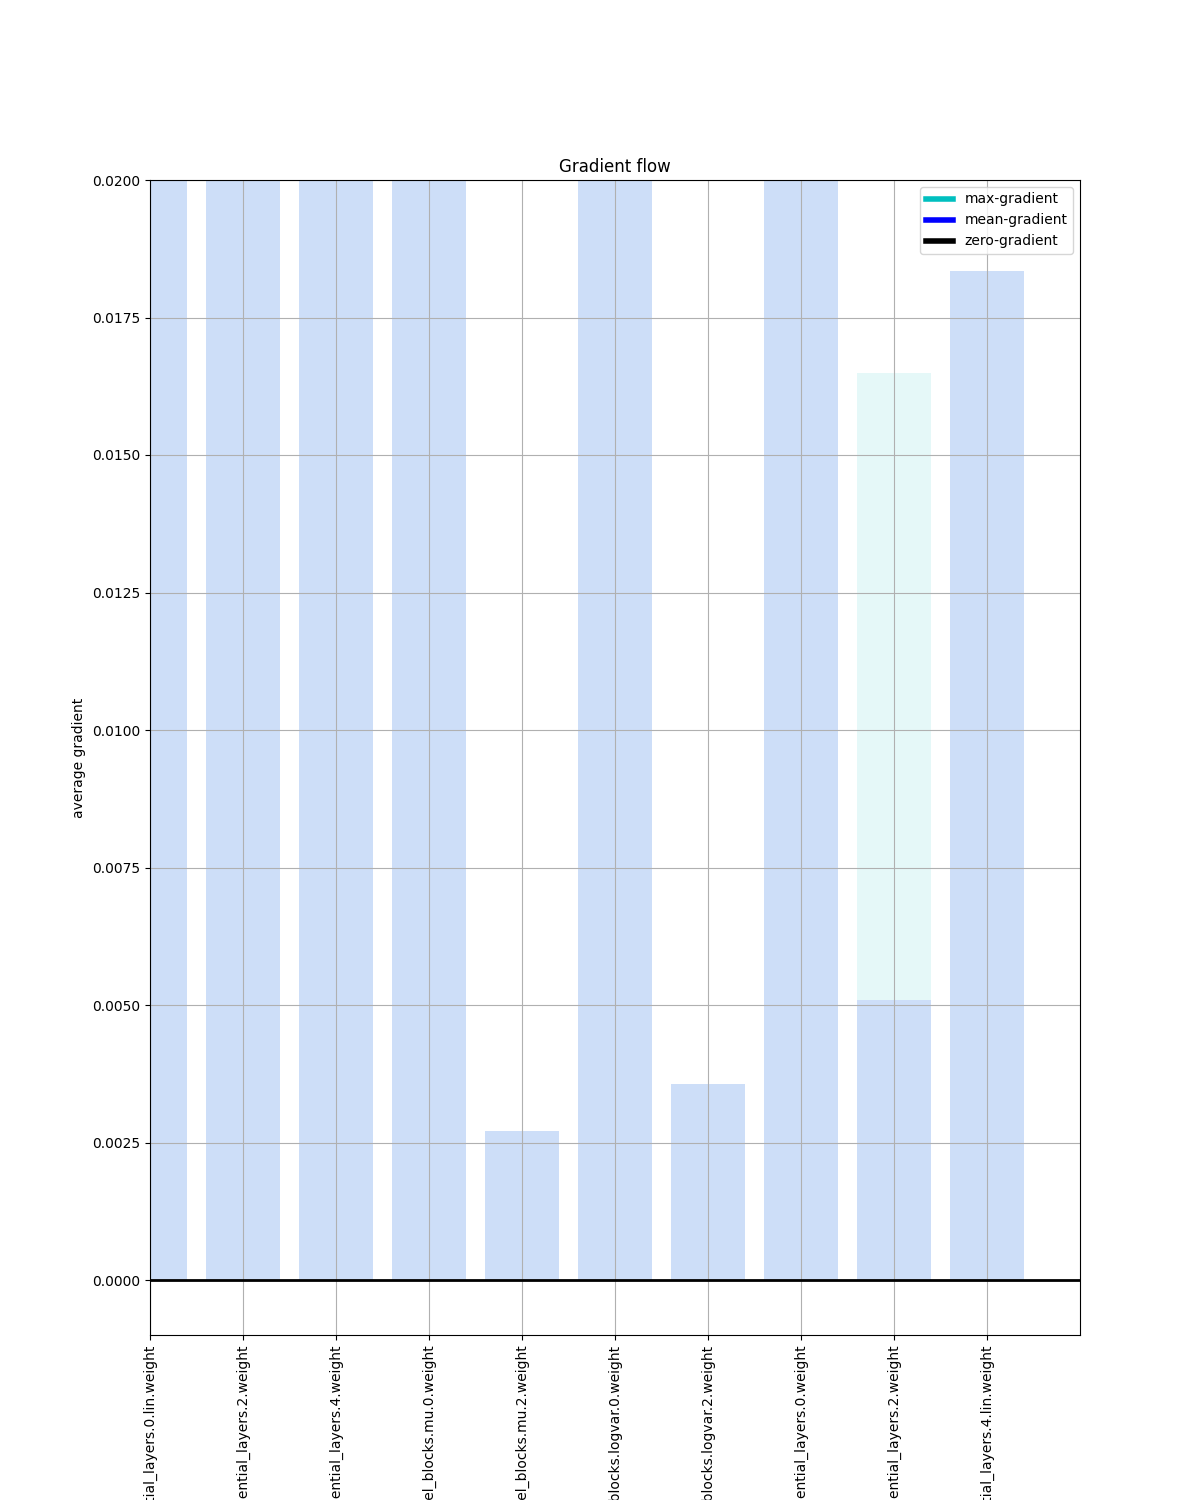 Gradient flow
max-gradient
mean-gradient
zero-gradient
0.0200
0.0175
0.0150
0.0125
0.0100
0.0075
0.0050
0.0025
0.0000
average gradient
tial_layers.0.lin.weight
ential_layers.2.weight
ential_layers.4.weight
el_blocks.mu.0.weight
el_blocks.mu.2.weight
blocks.logvar.0.weight
blocks.logvar.2.weight
ential_layers.0.weight
ential_layers.2.weight
tial_layers.4.lin.weight